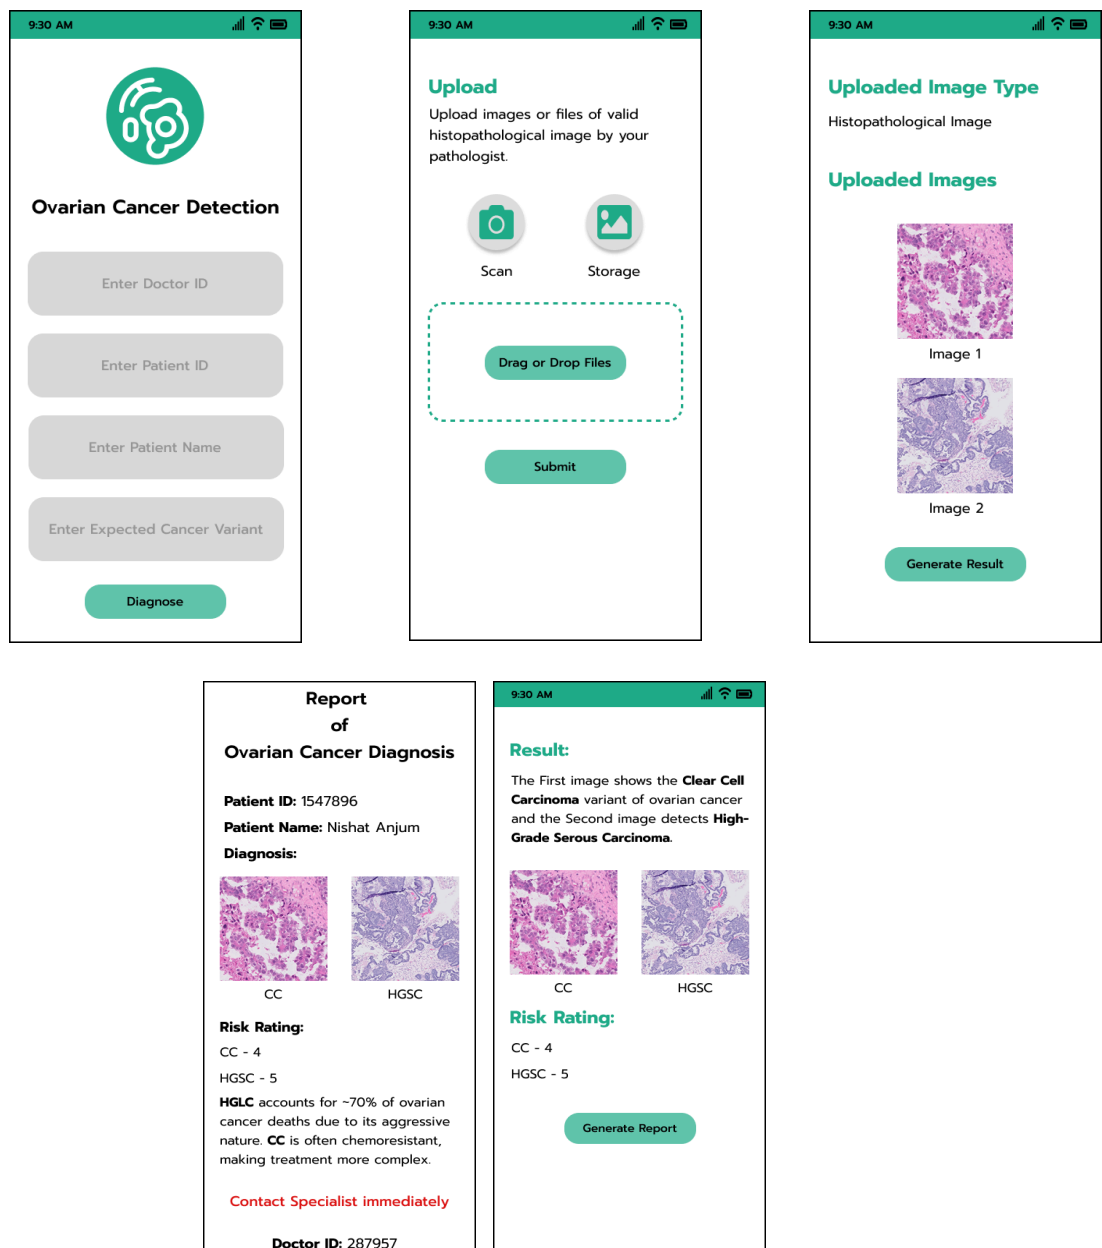 9:30 AM
Ovarian Cancer Detection
Enter Doctor ID
Enter Patient ID
Enter Patient Name
Enter Expected Cancer Variant
Diagnose
9:30 AM
Upload
Upload images or files of valid
histopathological image by your
pathologist.
Scan
Storage
Drag or Drop Files
Submit
9:30 AM
Uploaded Image Type
Histopathological Image
Uploaded Images
Image 1
Image 2
Generate Result
Report
of
Ovarian Cancer Diagnosis
Patient ID: 1547896
Patient Name: Nishat Anjum
Diagnosis:
CC
HGSC
Risk Rating:
CC - 4
HGSC - 5
HGLC accounts for ~70% of ovarian
cancer deaths due to its aggressive
nature. CC is often chemoresistant,
making treatment more complex.
Contact Specialist immediately
Doctor ID: 287957
9:30 AM
Result:
The First image shows the Clear Cell
Carcinoma variant of ovarian cancer
and the Second image detects High-
Grade Serous Carcinoma.
CC
HGSC
Risk Rating:
CC - 4
HGSC - 5
Generate Report